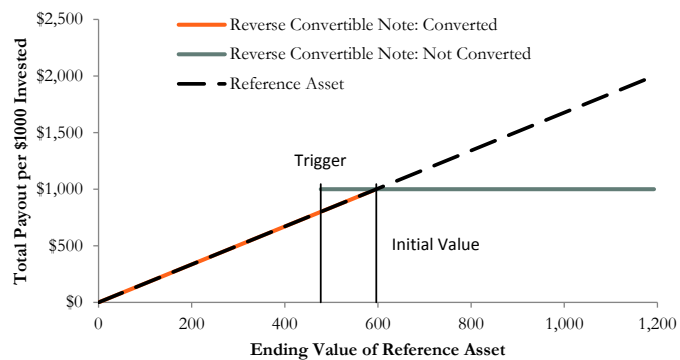 $2,500
Reverse Convertible Note: Converted
Reverse Convertible Note: Not Converted
$2,000
Reference Asset
Total Payout per $1000 Invested
$1,500
Trigger
$1,000
Initial Value
$500
$0
0 200 400 600 800 1,000 1,200
Ending Value of Reference Asset